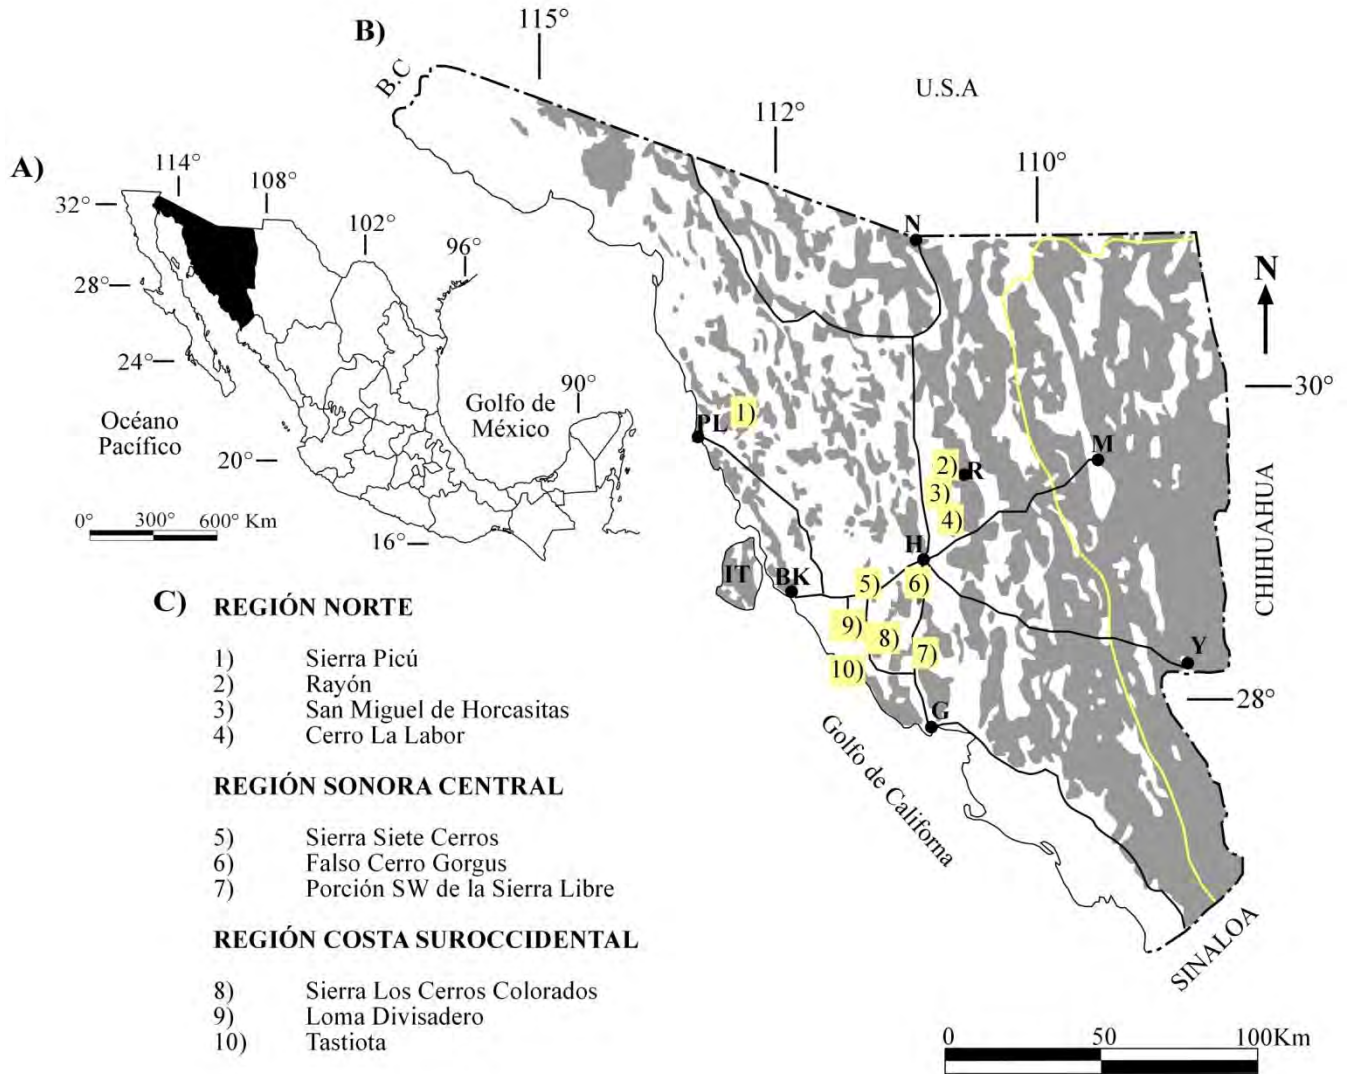 A)
114°
108°
102°
96°
90°
32°
28°
24°
20°
16°
Océano
Pacífico
Golfo de
México
0° 300° 600° Km
B)
115°
112°
110°
B.C
U.S.A
N
N
30°
28°
PL
1)
2)
R
3)
4)
M
H
IT
BK
5)
6)
9)
8)
7)
10)
Y
G
CHIHUAHUA
Golfo de Californa
SINALOA
0 50 100Km
C) REGIÓN NORTE
1) Sierra Picú
2) Rayón
3) San Miguel de Horcasitas
4) Cerro La Labor
REGIÓN SONORA CENTRAL
5) Sierra Siete Cerros
6) Falso Cerro Gorgus
7) Porción SW de la Sierra Libre
REGIÓN COSTA SUROCCIDENTAL
8) Sierra Los Cerros Colorados
9) Loma Divisadero
10) Tastiota